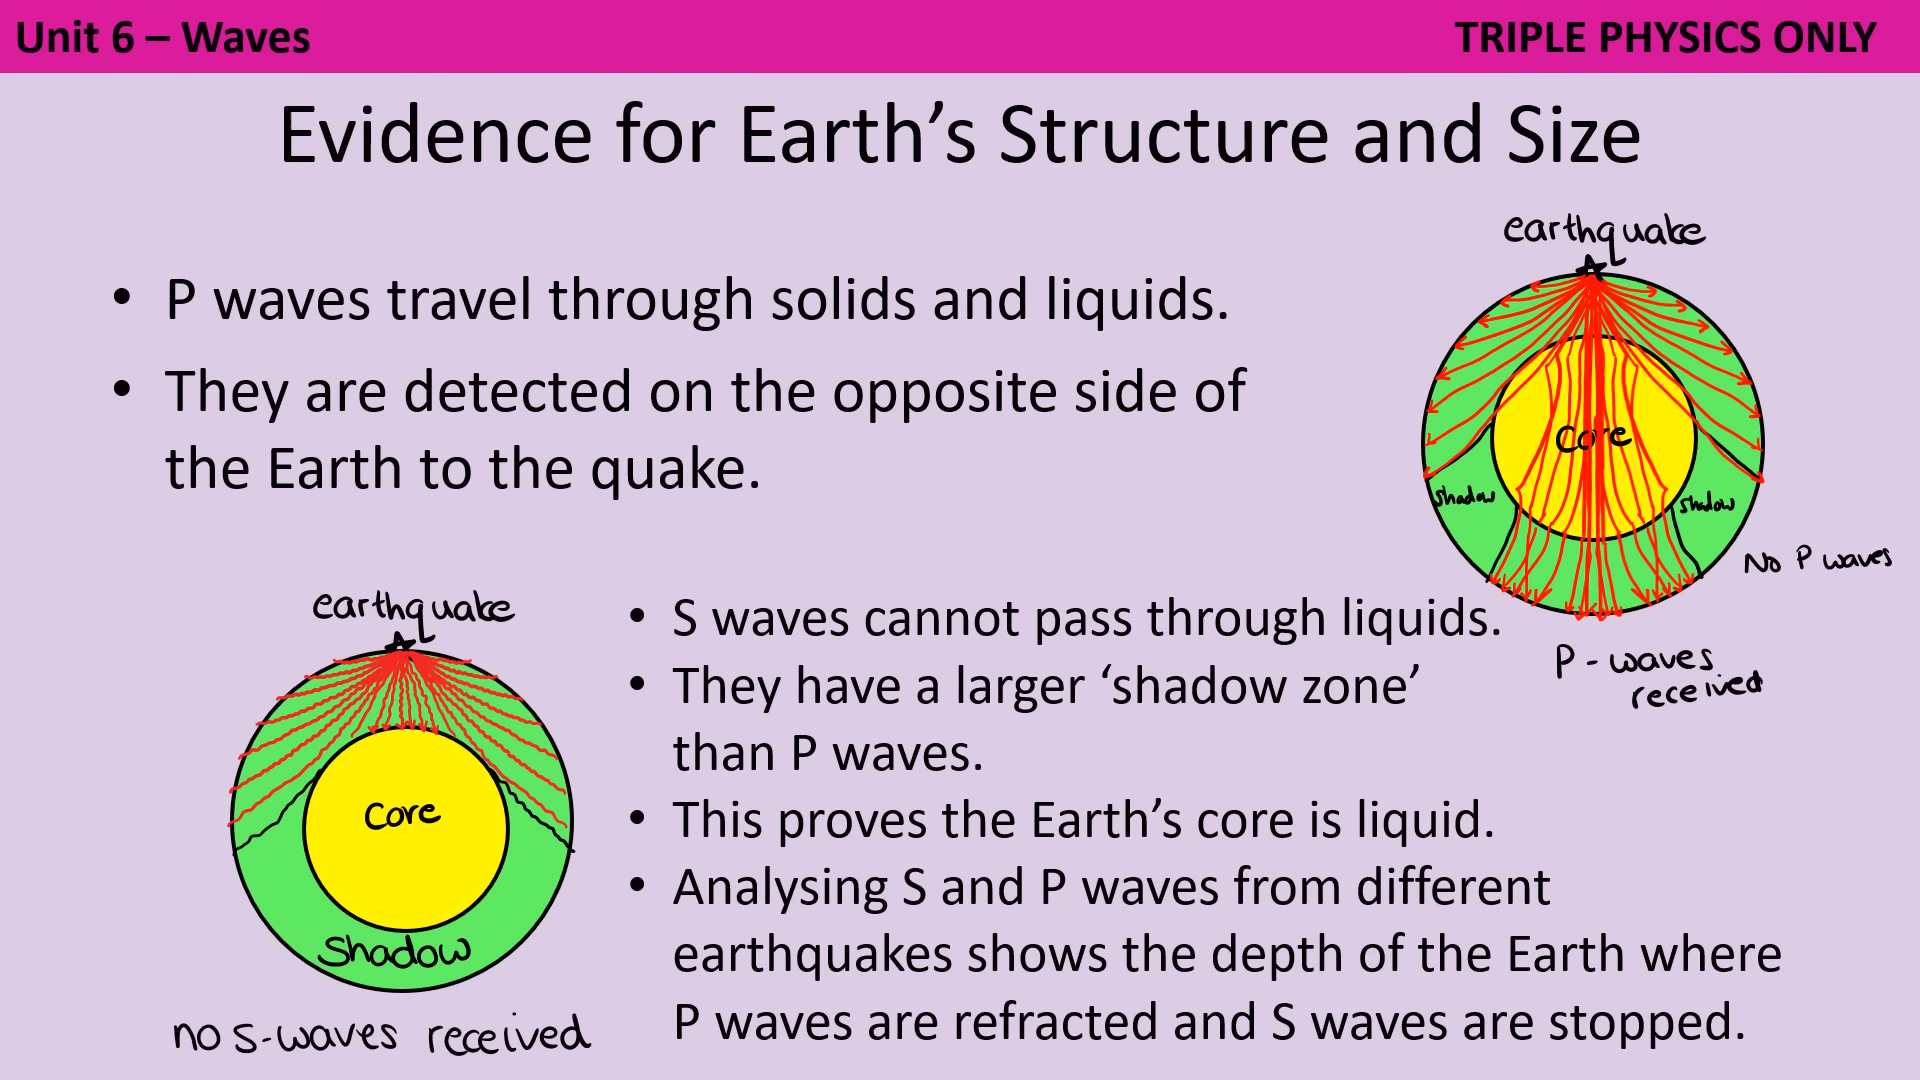 Unit 6 – Waves
TRIPLE PHYSICS ONLY
Evidence for Earth’s Structure and Size
• P waves travel through solids and liquids.
• They are detected on the opposite side of
the Earth to the quake.
earthquake
Core
shadow
shadow
No P waves
P - waves
received
earthquake
Core
Shadow
no S-waves received
• S waves cannot pass through liquids.
• They have a larger ‘shadow zone’
than P waves.
• This proves the Earth’s core is liquid.
• Analysing S and P waves from different
earthquakes shows the depth of the Earth where
P waves are refracted and S waves are stopped.